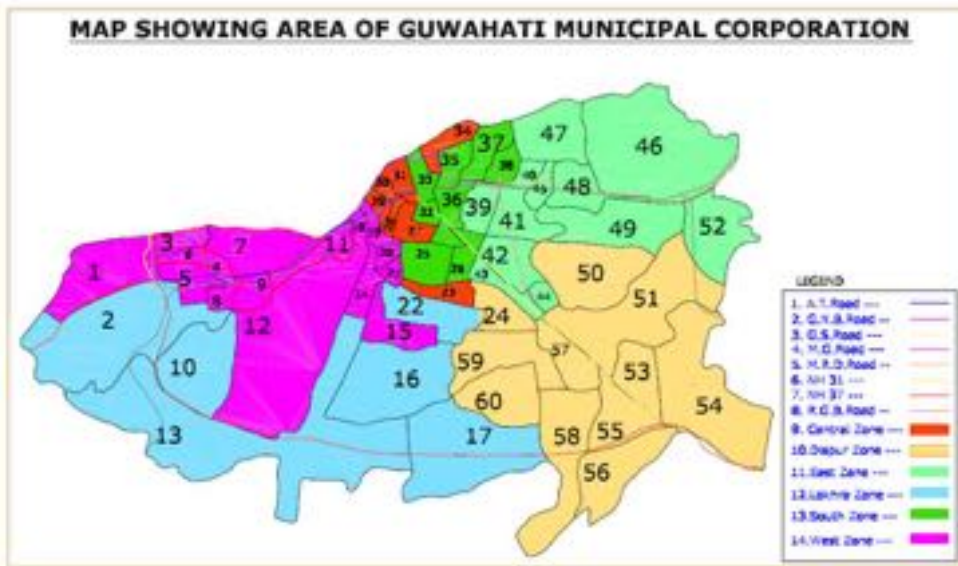 MAP SHOWING AREA OF GUWAHATI MUNICIPAL CORPORATION
47
46
34
37
35
38
48
33
36
39
41
49
52
32
42
50
51
3
7
11
1
5
9
2
12
22
15
24
10
16
59
57
53
54
60
13
17
58
55
56
LEGEND
1. A.T.Road ---
2. G.N.B.Road --
3. G.S.Road ---
4. M.G.Road ---
5. M.R.D.Road --
6. NH 31 ---
7. NH 37 ---
8. R.G.B.Road --
9. Central Zone ---
10.Dispur Zone ---
11.East Zone ---
12.Lokhra Zone ---
13.South Zone ---
14.West Zone ---